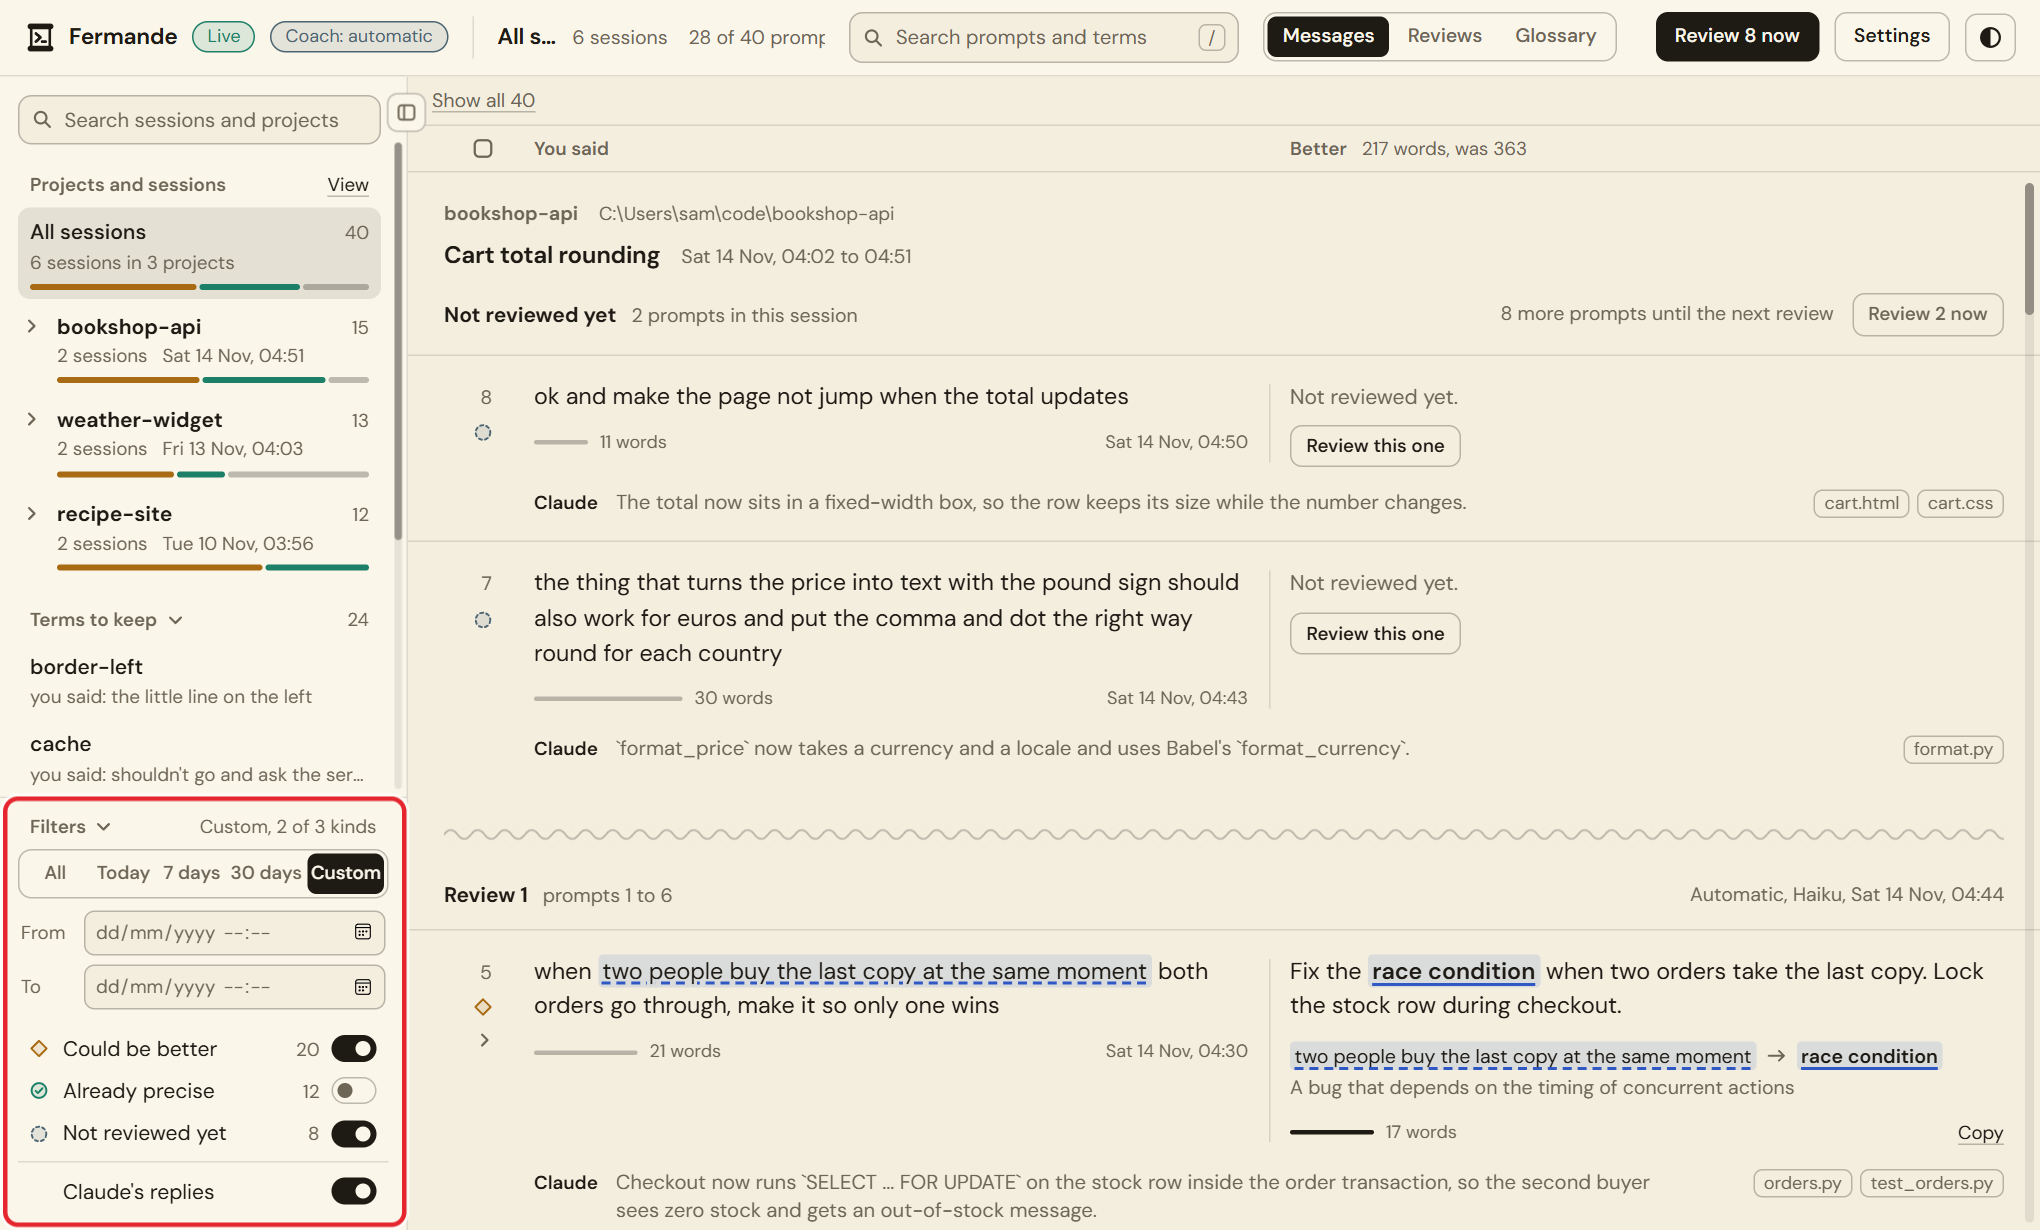 Fermande Live Coach: automatic All s... 6 sessions 28 of 40 promp Search prompts and terms / Messages Reviews Glossary Review 8 now Settings
Search sessions and projects
Projects and sessions View
All sessions 40
6 sessions in 3 projects
bookshop-api 15
2 sessions Sat 14 Nov, 04:51
weather-widget 13
2 sessions Fri 13 Nov, 04:03
recipe-site 12
2 sessions Tue 10 Nov, 03:56
Terms to keep 24
border-left
you said: the little line on the left
cache
you said: shouldn't go and ask the ser...
Filters Custom, 2 of 3 kinds
All Today 7 days 30 days Custom
From dd/mm/yyyy --:--
To dd/mm/yyyy --:--
Could be better 20
Already precise 12
Not reviewed yet 8
Claude's replies
Show all 40
You said Better 217 words, was 363
bookshop-api C:\Users\sam\code\bookshop-api
Cart total rounding Sat 14 Nov, 04:02 to 04:51
Not reviewed yet 2 prompts in this session 8 more prompts until the next review Review 2 now
8 ok and make the page not jump when the total updates
11 words Sat 14 Nov, 04:50
Not reviewed yet.
Review this one
Claude The total now sits in a fixed-width box, so the row keeps its size while the number changes. cart.html cart.css
7 the thing that turns the price into text with the pound sign should
also work for euros and put the comma and dot the right way
round for each country
30 words Sat 14 Nov, 04:43
Not reviewed yet.
Review this one
Claude `format_price` now takes a currency and a locale and uses Babel's `format_currency`. format.py
Review 1 prompts 1 to 6 Automatic, Haiku, Sat 14 Nov, 04:44
5 when two people buy the last copy at the same moment both
orders go through, make it so only one wins
21 words Sat 14 Nov, 04:30
Fix the race condition when two orders take the last copy. Lock
the stock row during checkout.
two people buy the last copy at the same moment → race condition
A bug that depends on the timing of concurrent actions
17 words Copy
Claude Checkout now runs `SELECT ... FOR UPDATE` on the stock row inside the order transaction, so the second buyer
sees zero stock and gets an out-of-stock message.
orders.py test_orders.py